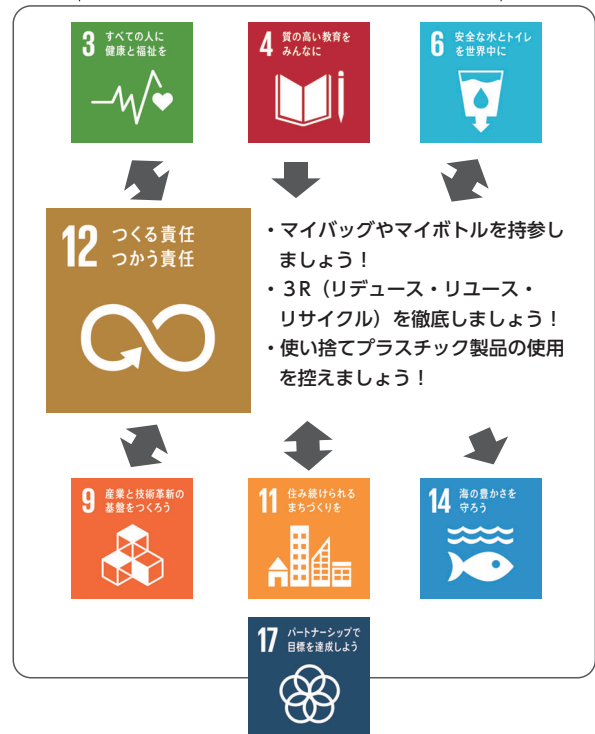 3 すべての人に
健康と福祉を
4 質の高い教育を
みんなに
6 安全な水とトイレ
を世界中に
12 つくる責任
つかう責任
・マイバッグやマイボトルを持参し
ましょう！
・３R（リデュース・リユース・
リサイクル）を徹底しましょう！
・使い捨てプラスチック製品の使用
を控えましょう！
9 産業と技術革新の
基盤をつくろう
11 住み続けられる
まちづくりを
14 海の豊かさを
守ろう
17 パートナーシップで
目標を達成しよう